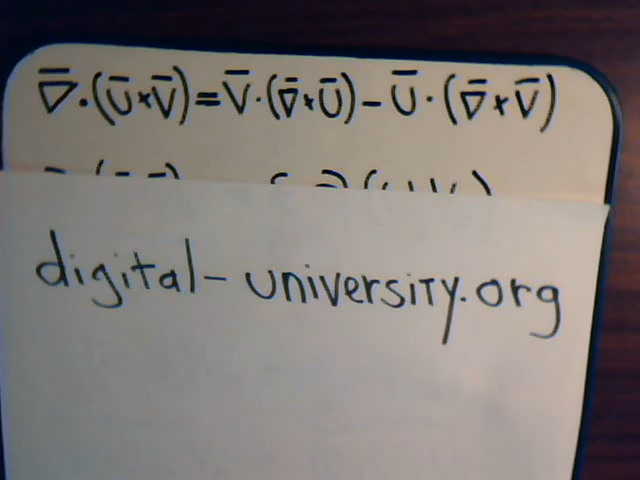 ∇̅·(U̅×V̅)=V̅·(∇̅×U̅)-U̅·(∇̅×V̅)
digital-university.org